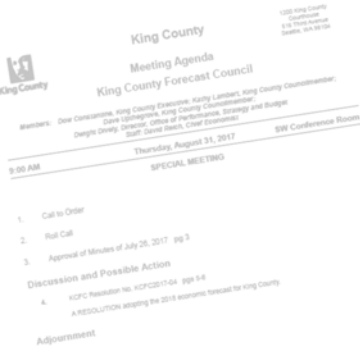 1200 King County
Courthouse
516 Third Avenue
Seattle, WA 98104
King County
King County
Meeting Agenda
King County Forecast Council
Members: Dow Constantine, King County Executive; Kathy Lambert, King County Councilmember;
Dave Upthegrove, King County Councilmember;
Dwight Dively, Director, Office of Performance, Strategy and Budget
Staff: David Reich, Chief Economist
9:00 AM
Thursday, August 31, 2017
SW Conference Room
SPECIAL MEETING
1. Call to Order
2. Roll Call
3. Approval of Minutes of July 26, 2017 pg 3
Discussion and Possible Action
4. KCFC Resolution No. KCFC2017-04 pgs 5-6
A RESOLUTION adopting the 2018 economic forecast for King County.
Adjournment